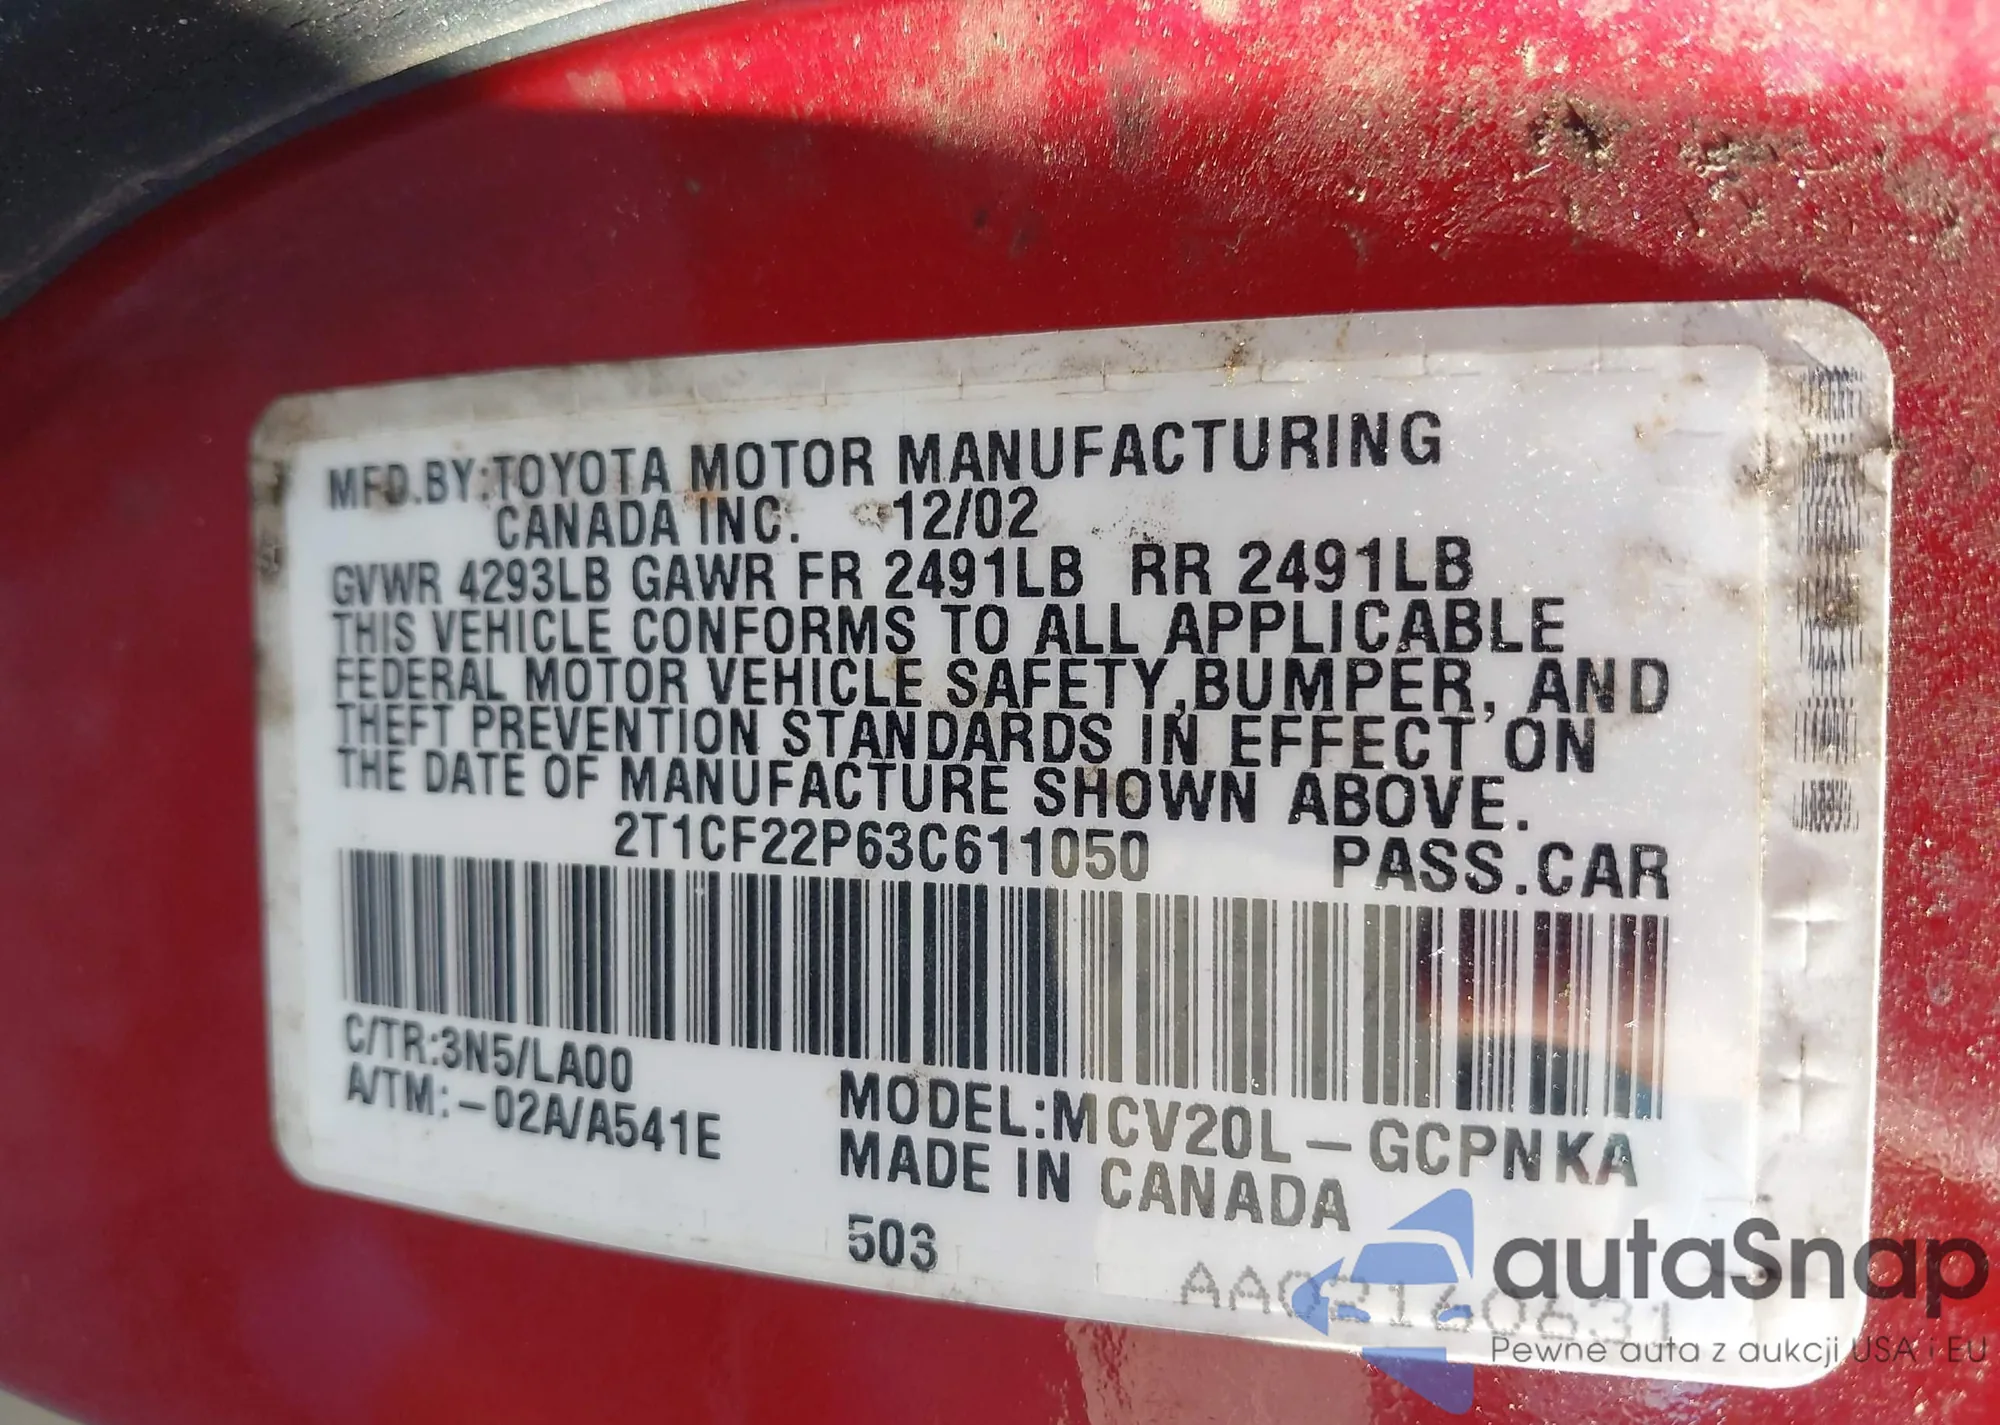 MFD.BY:TOYOTA MOTOR MANUFACTURING
CANADA INC. 12/02
GVWR 4293LB GAWR FR 2491LB RR 2491LB
THIS VEHICLE CONFORMS TO ALL APPLICABLE
FEDERAL MOTOR VEHICLE SAFETY,BUMPER, AND
THEFT PREVENTION STANDARDS IN EFFECT ON
THE DATE OF MANUFACTURE SHOWN ABOVE.
2T1CF22P63C611050 PASS.CAR
C/TR:3N5/LA00
A/TM:-02A/A541E
MODEL:MCV20L-GCPNKA
MADE IN CANADA
503
autaSnap
Pewne auta z aukcji USA i EU